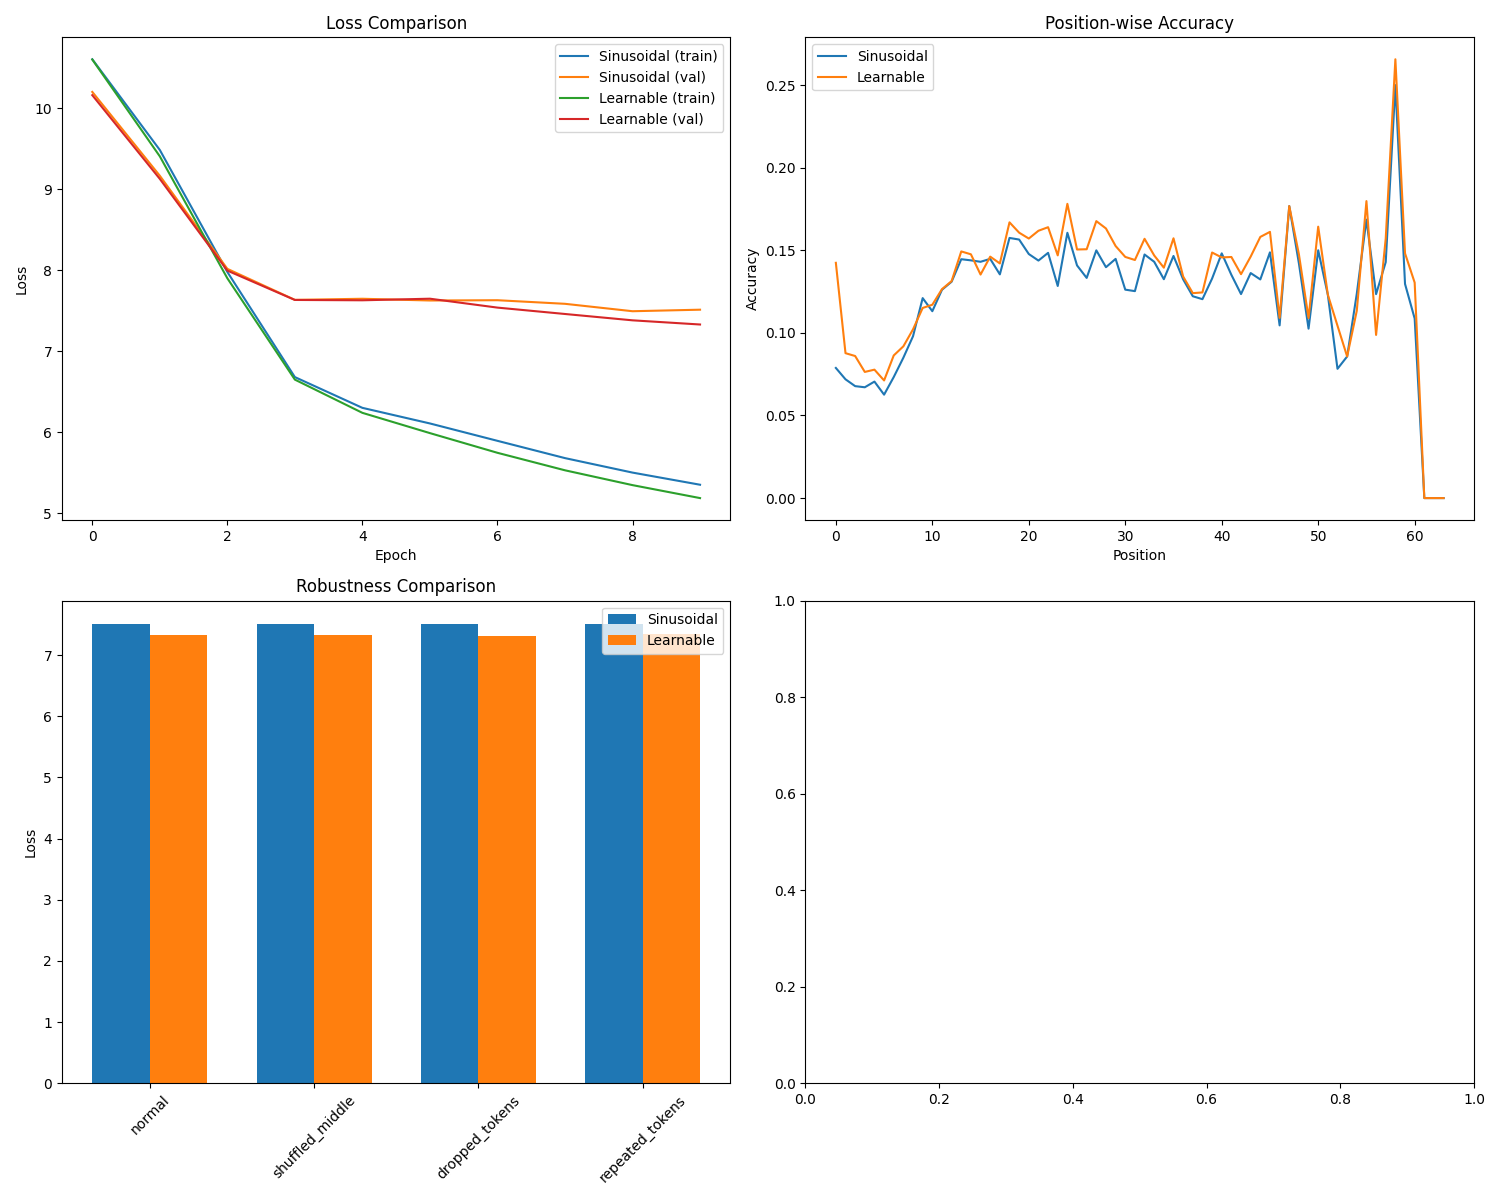 Loss Comparison
Sinusoidal (train)
Sinusoidal (val)
Learnable (train)
Learnable (val)
10
9
8
7
6
5
Loss
0 2 4 6 8
Epoch
Position-wise Accuracy
Sinusoidal
Learnable
0.25
0.20
0.15
0.10
0.05
0.00
Accuracy
0 10 20 30 40 50 60
Position
Robustness Comparison
Sinusoidal
Learnable
7
6
5
4
3
2
1
0
Loss
normal
shuffled_middle
dropped_tokens
repeated_tokens
1.0
0.8
0.6
0.4
0.2
0.0
0.0 0.2 0.4 0.6 0.8 1.0